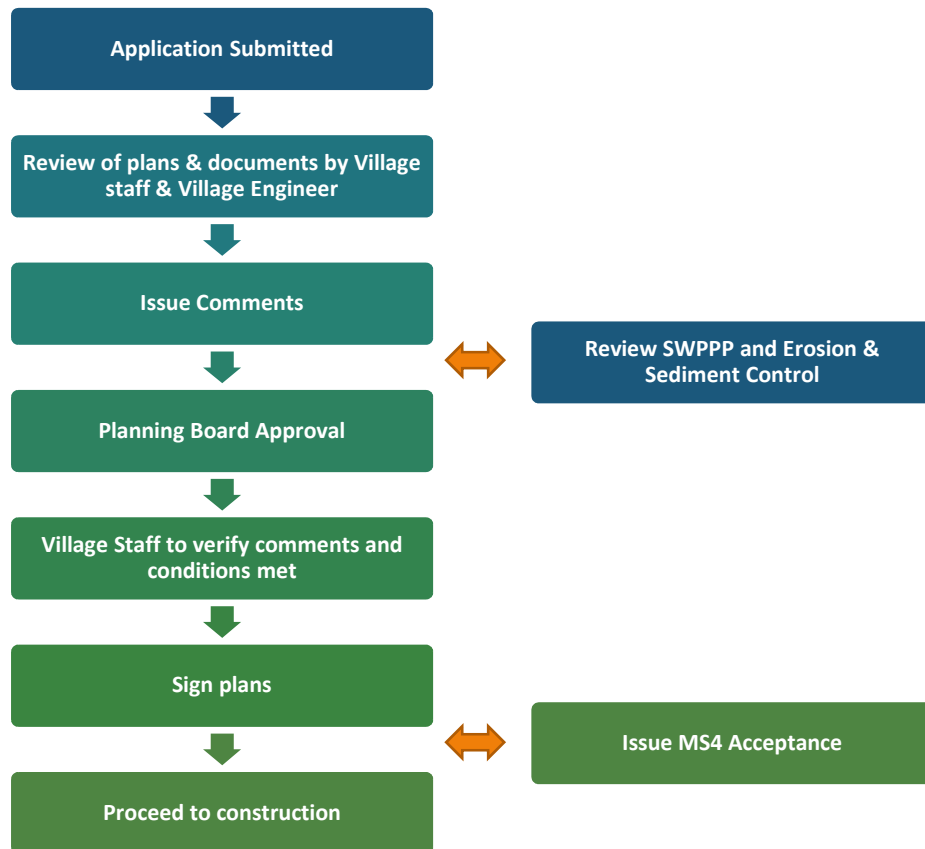 Application Submitted
Review of plans & documents by Village
staff & Village Engineer
Issue Comments
Review SWPPP and Erosion &
Sediment Control
Planning Board Approval
Village Staff to verify comments and
conditions met
Sign plans
Issue MS4 Acceptance
Proceed to construction